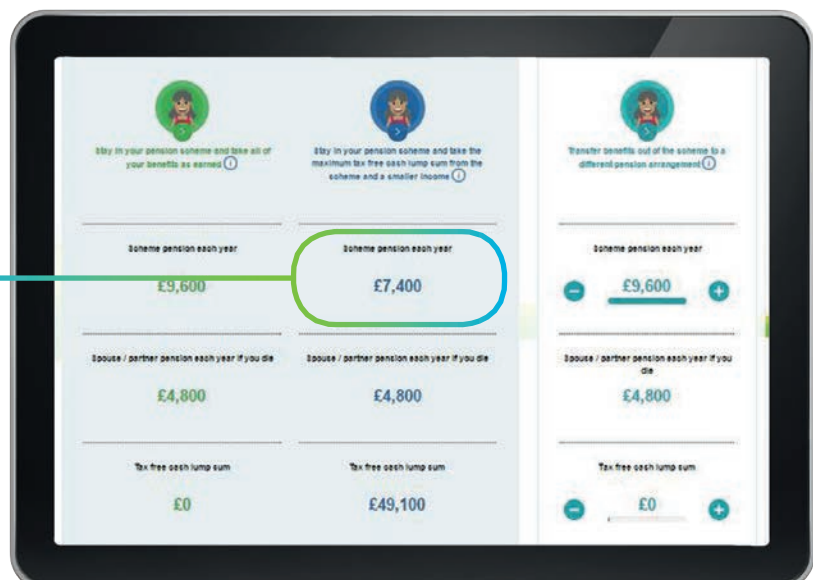 Stay in your pension scheme and take all of
your benefits as earned
Stay in your pension scheme and take the
maximum tax free cash lump sum from the
scheme and a smaller income
Transfer benefits out of the scheme to a
different pension arrangement
Scheme pension each year
£9,600
Scheme pension each year
£7,400
Scheme pension each year
£9,600
Spouse / partner pension each year if you die
£4,800
Spouse / partner pension each year if you die
£4,800
Spouse / partner pension each year if you
die
£4,800
Tax free cash lump sum
£0
Tax free cash lump sum
£49,100
Tax free cash lump sum
£0